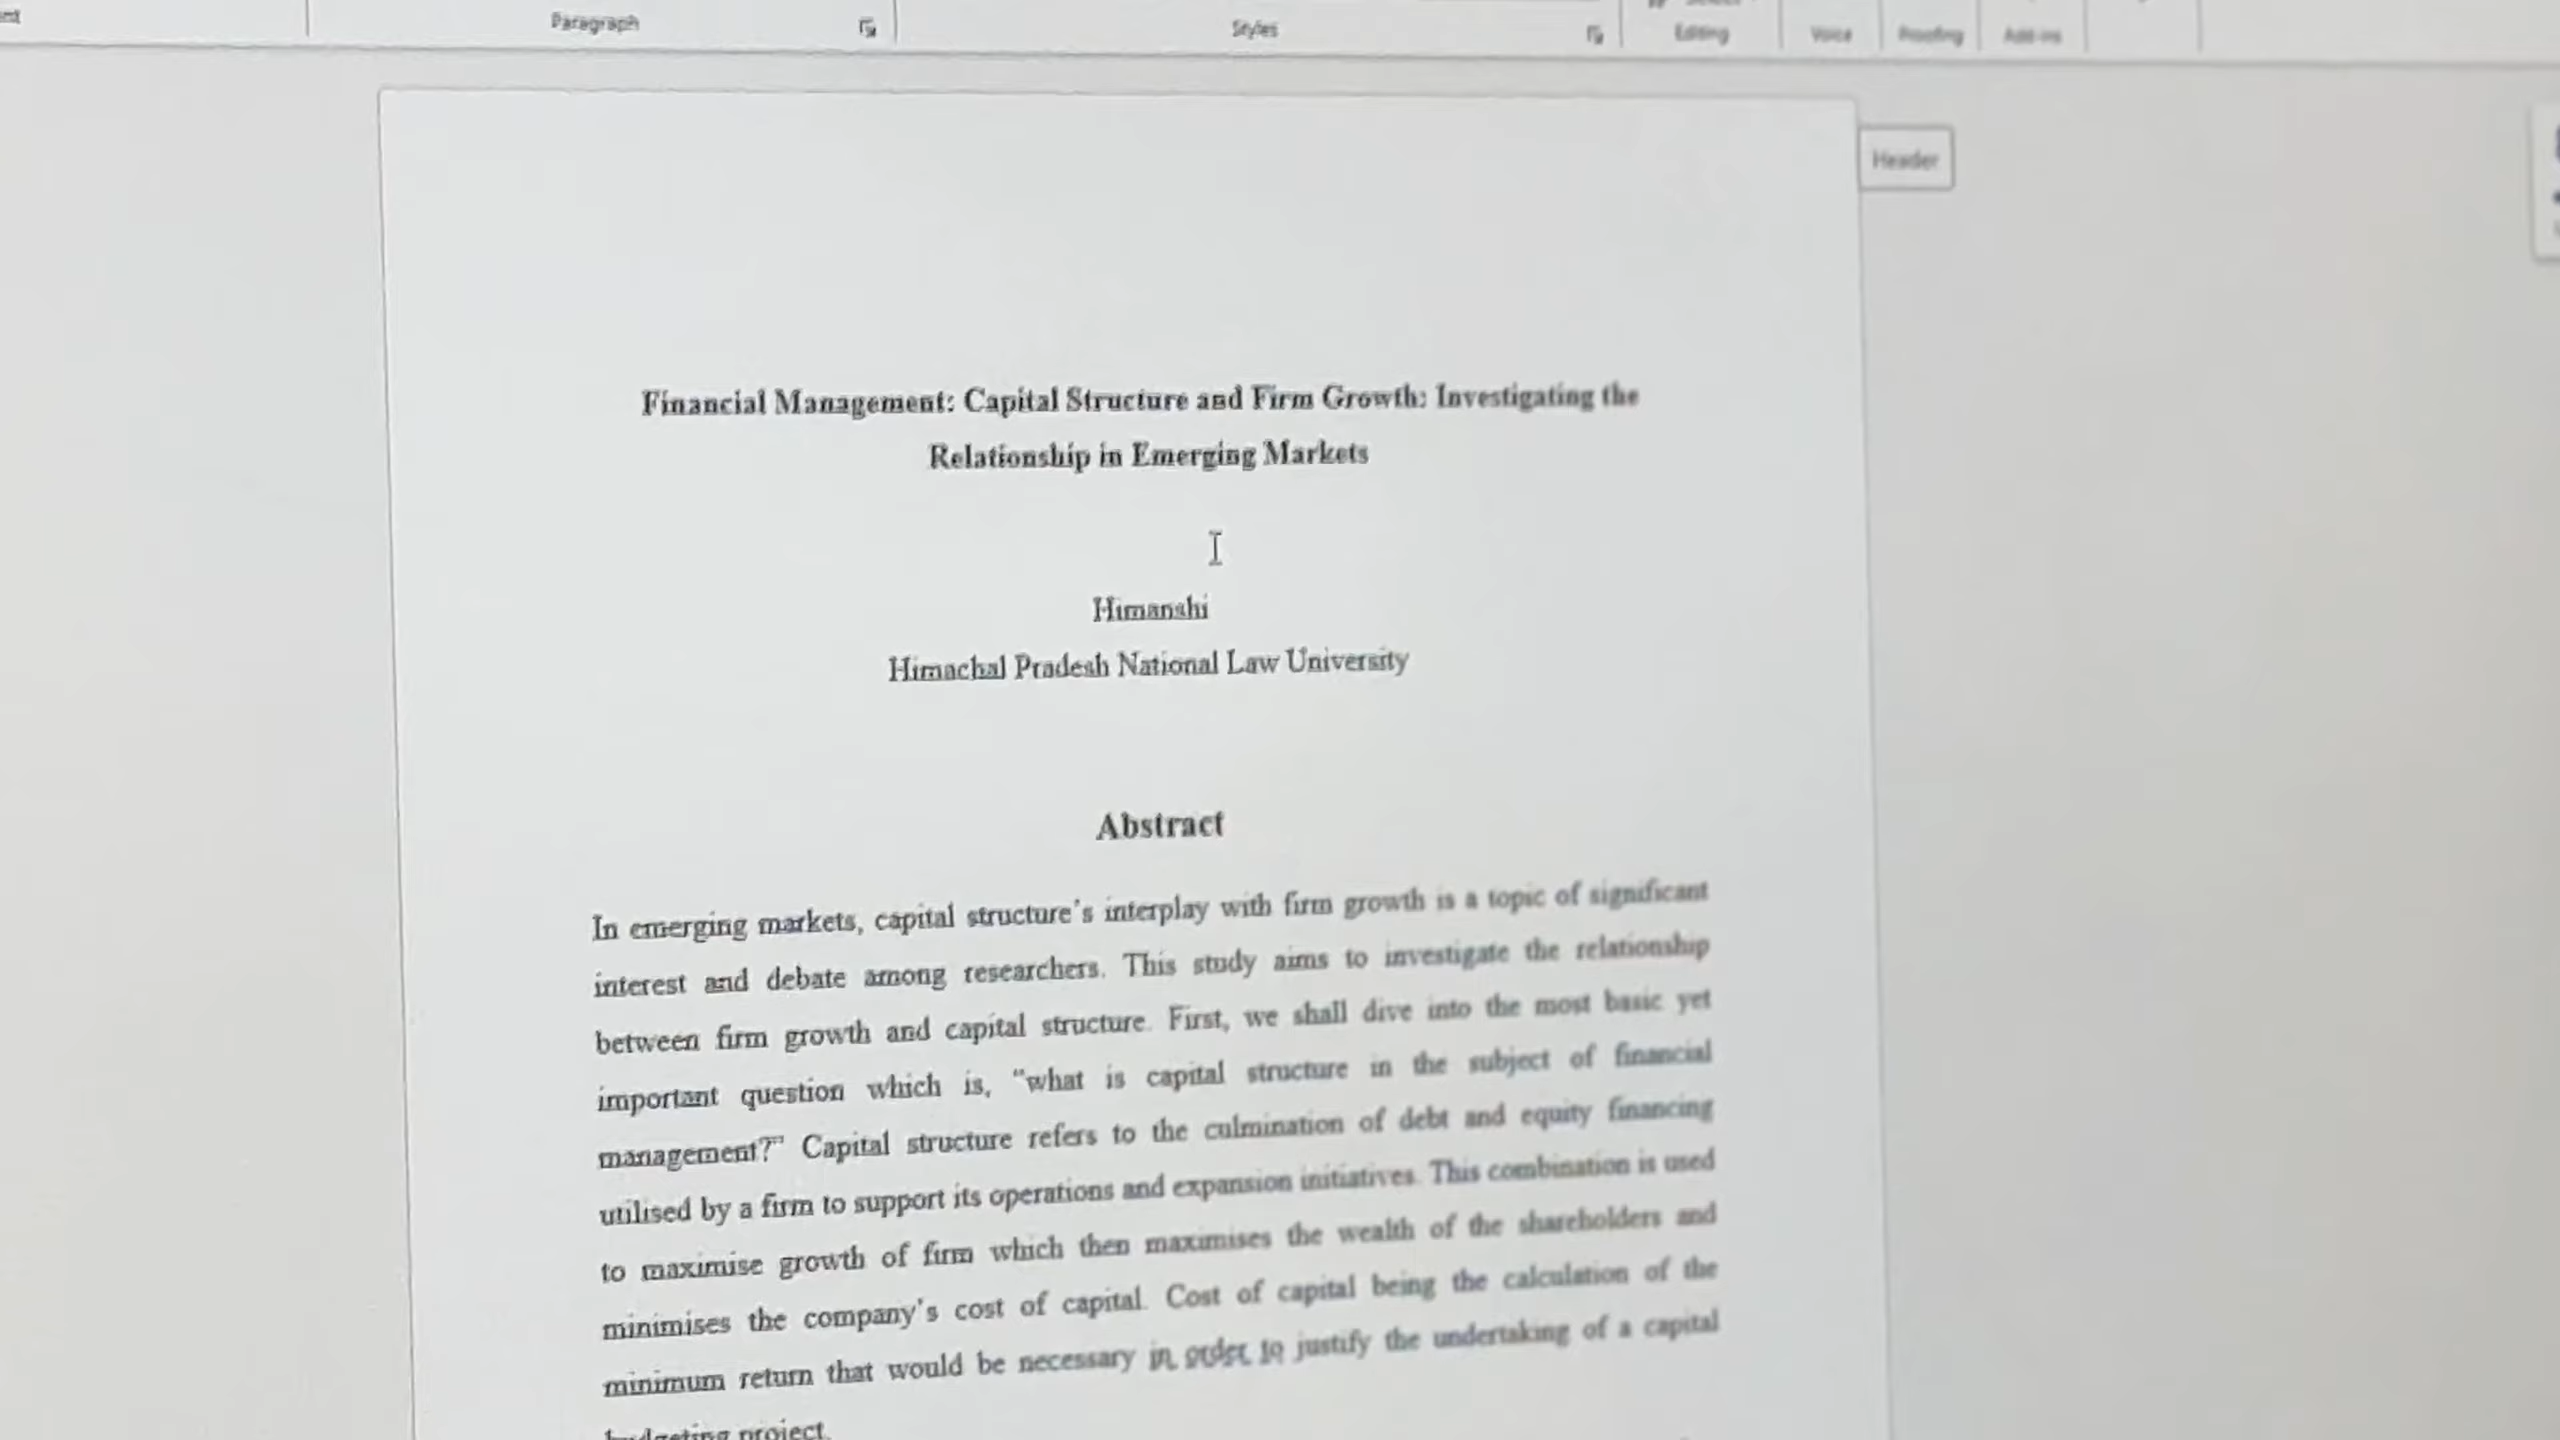 Paragraph
Styles
Editing
Voice
Proofing
Add-ins
Header
Financial Management: Capital Structure and Firm Growth: Investigating the
Relationship in Emerging Markets
Himanshi
Himachal Pradesh National Law University
Abstract
In emerging markets, capital structure’s interplay with firm growth is a topic of significant
interest and debate among researchers. This study aims to investigate the relationship
between firm growth and capital structure. First, we shall dive into the most basic yet
important question which is, “what is capital structure in the subject of financial
management?” Capital structure refers to the culmination of debt and equity financing
utilised by a firm to support its operations and expansion initiatives. This combination is used
to maximise growth of firm which then maximises the wealth of the shareholders and
minimises the company’s cost of capital. Cost of capital being the calculation of the
minimum return that would be necessary in order to justify the undertaking of a capital
budgeting project.